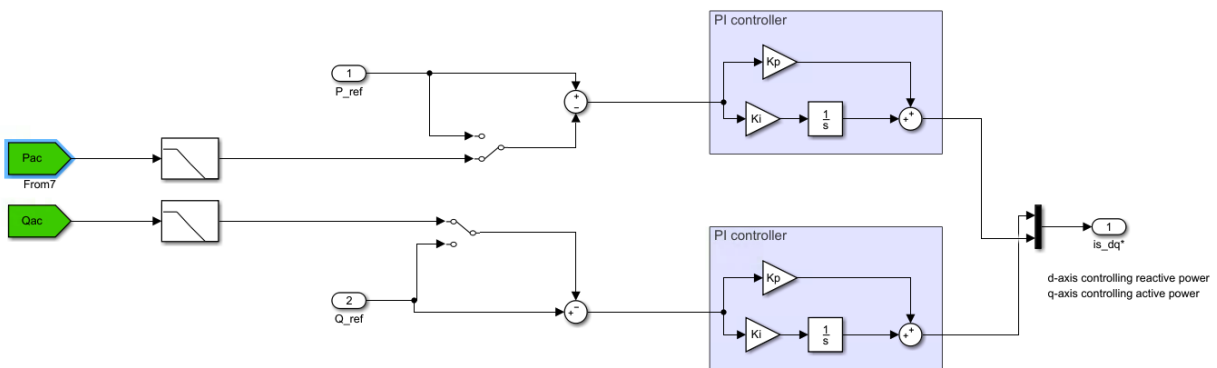 PI controller
Kp
1
P_ref
+
−
Ki
1
s
+
+
Pac
From7
Qac
PI controller
1
is_dq*
Kp
d-axis controlling reactive power
q-axis controlling active power
2
Q_ref
−
+
Ki
1
s
+
+